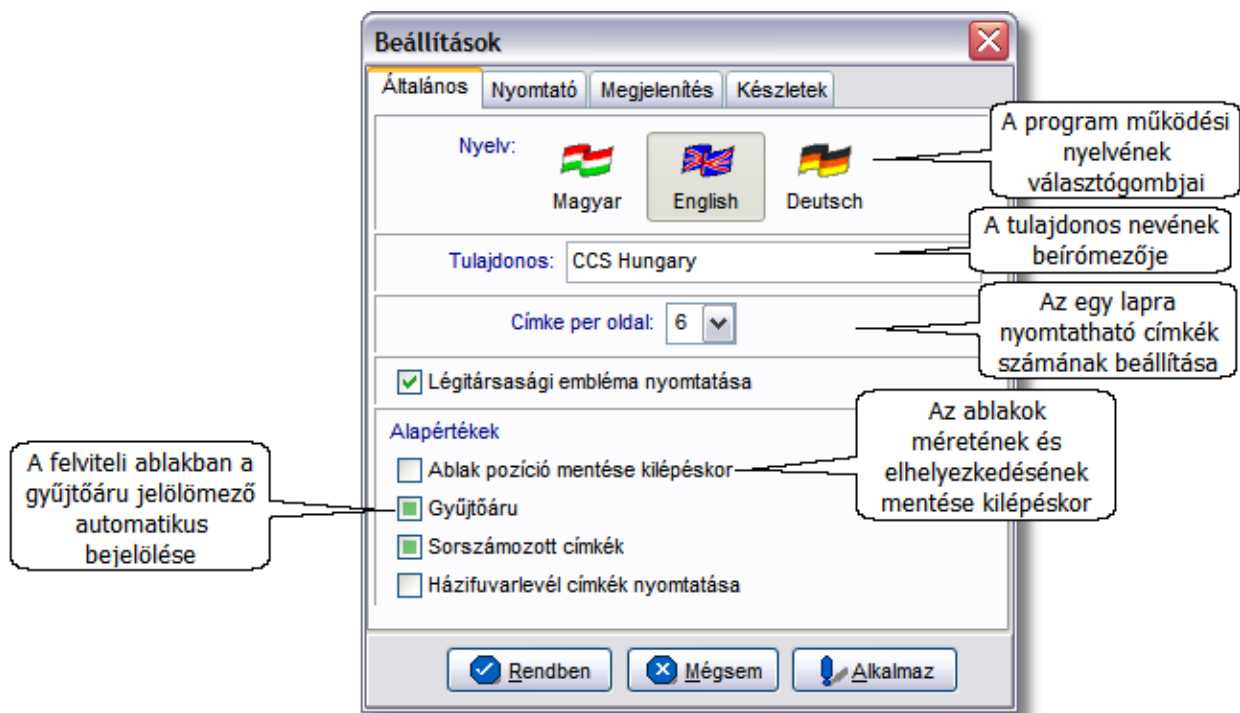 Beállítások
Általános Nyomtató Megjelenítés Készletek
Nyelv:
Magyar English Deutsch
A program működési
nyelvének
választógombjai
Tulajdonos: CCS Hungary
A tulajdonos nevének
beírómezője
Címke per oldal: 6
Az egy lapra
nyomtatható címkék
számának beállítása
Légitársasági embléma nyomtatása
Alapértékek
Ablak pozíció mentése kilépéskor
Az ablakok
méretének és
elhelyezkedésének
mentése kilépéskor
A felviteli ablakban a
gyűjtőáru jelölömező
automatikus
bejelölése
Gyűjtőáru
Sorszámozott címkék
Házifuvarlevél címkék nyomtatása
Rendben Mégsem Alkalmaz